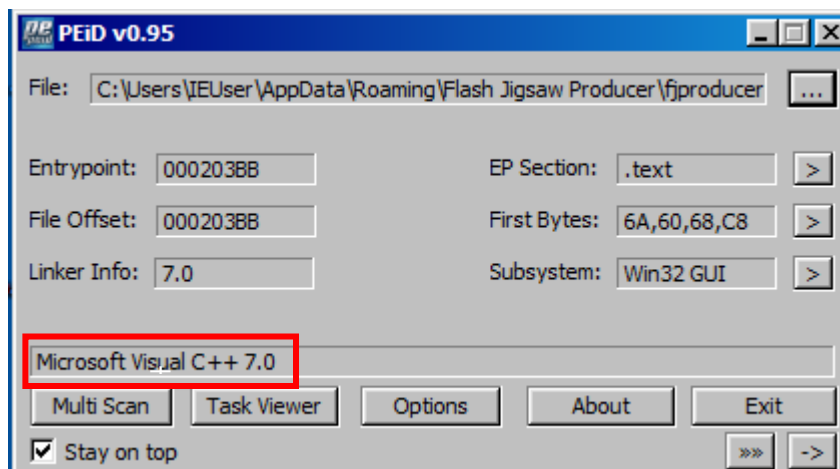 PEiD v0.95
File: C:\Users\IEUser\AppData\Roaming\Flash Jigsaw Producer\fjproducer ...
Entrypoint: 000203BB EP Section: .text >
File Offset: 000203BB First Bytes: 6A,60,68,C8 >
Linker Info: 7.0 Subsystem: Win32 GUI >
Microsoft Visual C++ 7.0
Multi Scan Task Viewer Options About Exit
Stay on top »» ->